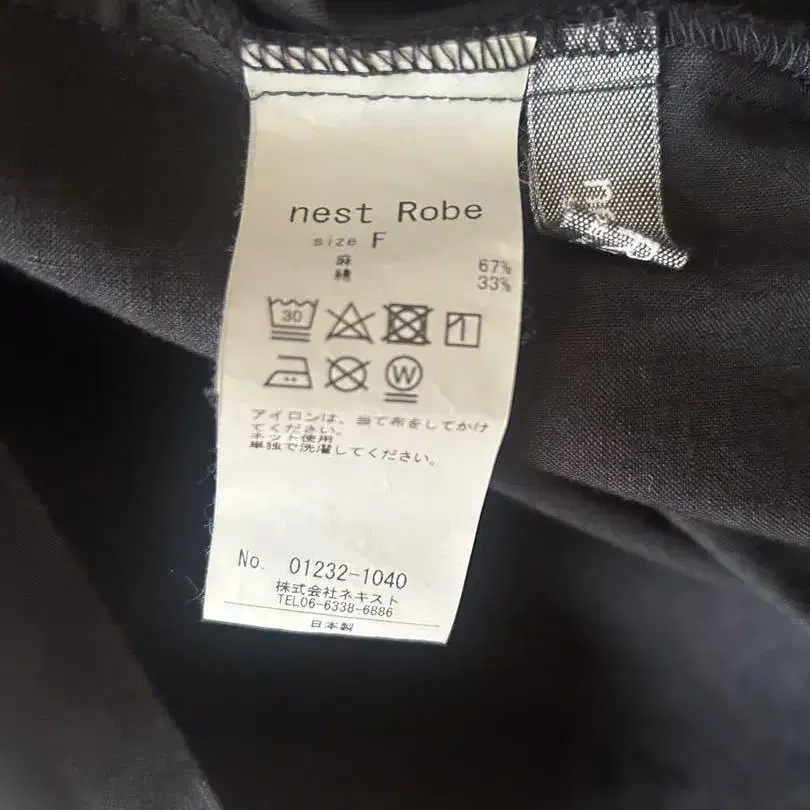 nest Robe
size F
麻 67%
綿 33%
30
W
アイロンは、当て布をしてかけ
てください。
ネット使用
単独で洗濯してください。
No. 01232-1040
株式会社ネキスト
TEL06-6338-6886
日本製